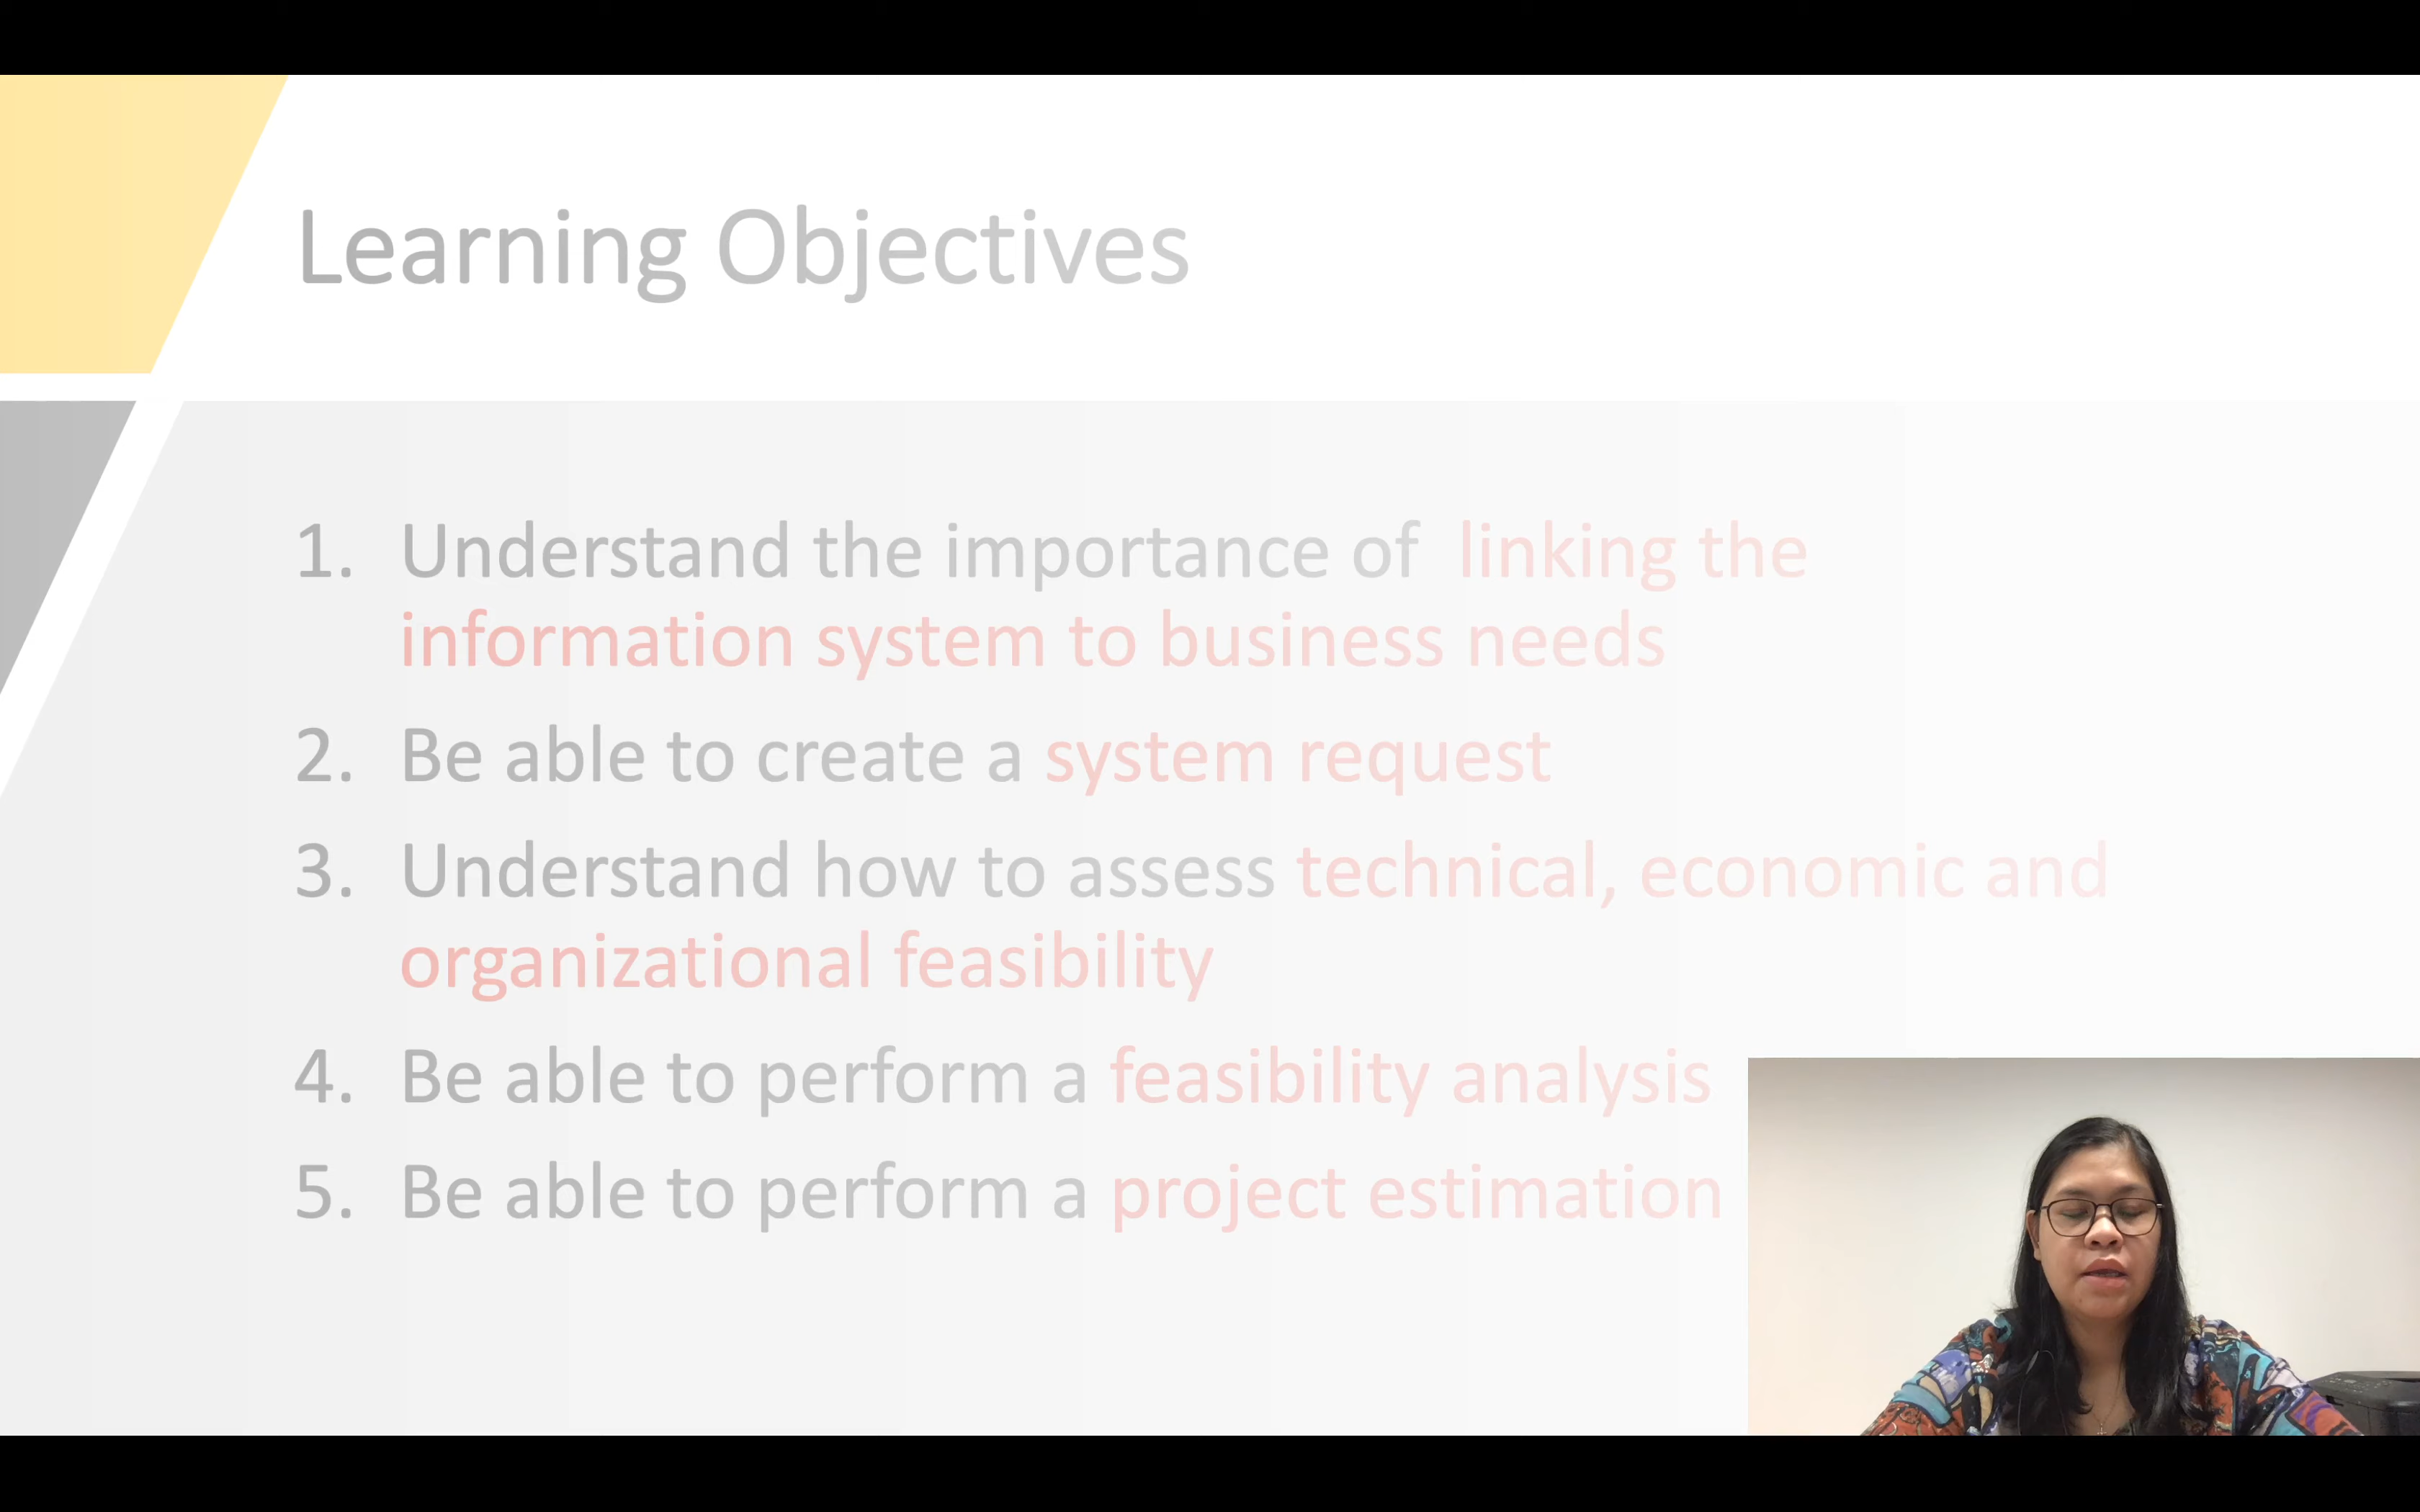 Learning Objectives
1. Understand the importance of linking the
information system to business needs
2. Be able to create a system request
3. Understand how to assess technical, economic and
organizational feasibility
4. Be able to perform a feasibility analysis
5. Be able to perform a project estimation